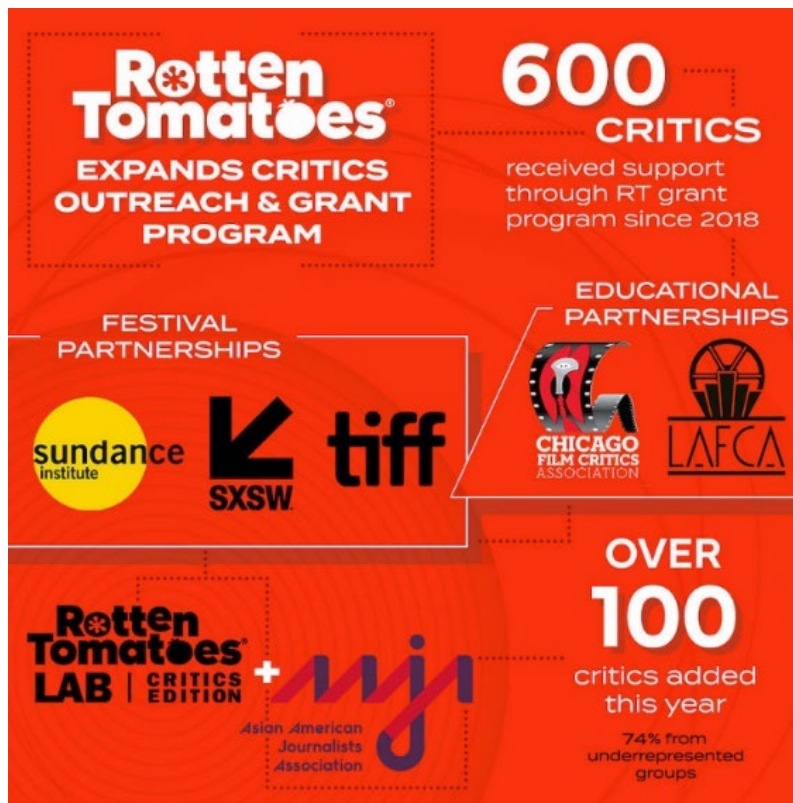 Rotten
Tomatoes®
EXPANDS CRITICS
OUTREACH & GRANT
PROGRAM
600
CRITICS
received support
through RT grant
program since 2018
FESTIVAL
PARTNERSHIPS
sundance
institute
SXSW
tiff
EDUCATIONAL
PARTNERSHIPS
CHICAGO
FILM CRITICS
ASSOCIATION
LAFCA
Rotten
Tomatoes®
LAB | CRITICS
EDITION
+
aaja
Asian American
Journalists
Association
OVER
100
critics added
this year
74% from
underrepresented
groups